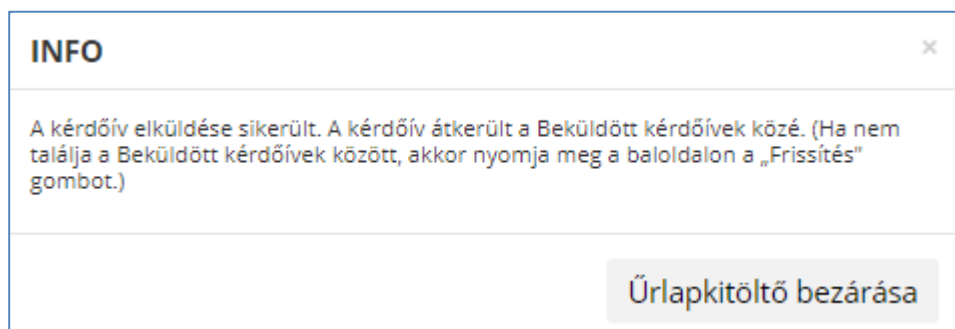 INFO
×
A kérdőív elküldése sikerült. A kérdőív átkerült a Beküldött kérdőívek közé. (Ha nem
találja a Beküldött kérdőívek között, akkor nyomja meg a baloldalon a „Frissítés"
gombot.)
Űrlapkitöltő bezárása